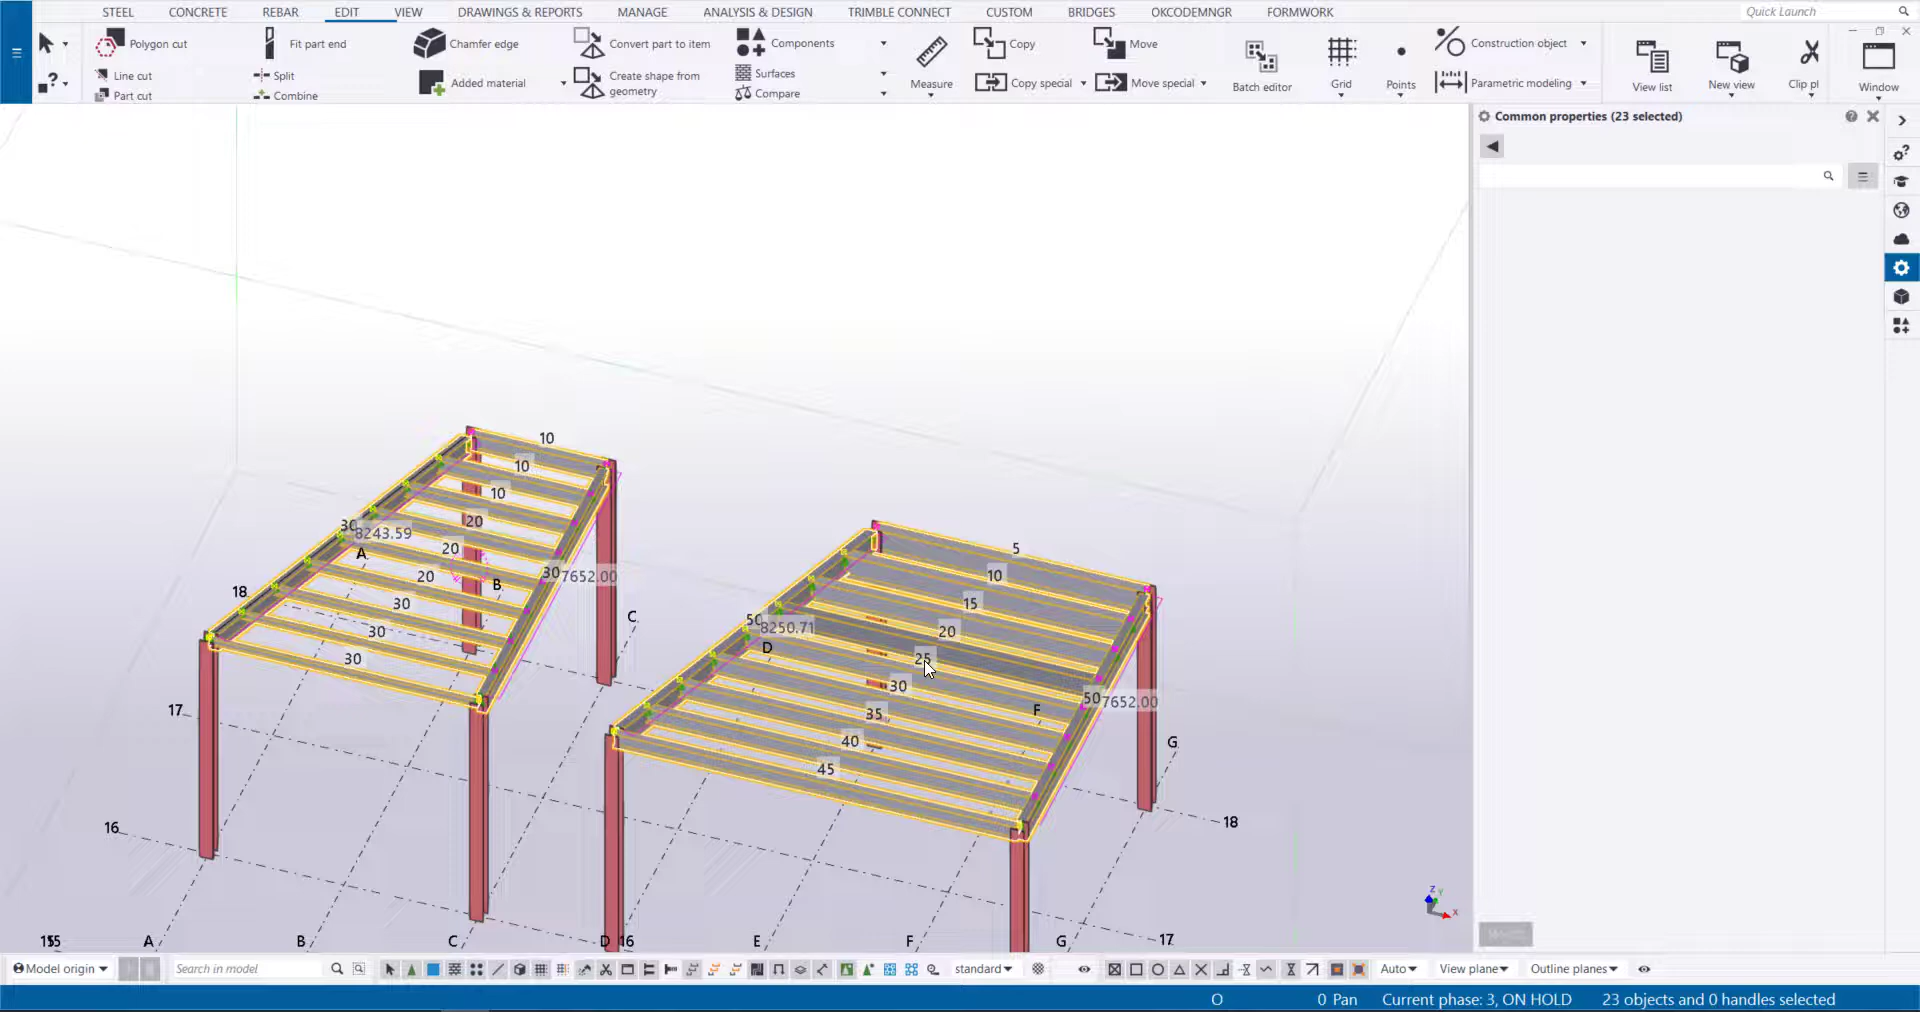 STEEL CONCRETE REBAR EDIT VIEW DRAWINGS & REPORTS MANAGE ANALYSIS & DESIGN TRIMBLE CONNECT CUSTOM BRIDGES OKCODEMNGR FORMWORK Quick Launch
Polygon cut Fit part end Chamfer edge Convert part to item Components Copy Move Construction object
Line cut Split Added material Create shape from geometry Surfaces Measure Copy special Move special Batch editor Grid Points Parametric modeling View list New view Clip pl Window
Part cut Combine Compare
Common properties (23 selected)
10
10
10
30 8243.59 20
A 20
20 B 30 7652.00
18 30 C
30
30
17
16
5
10
15
50 8250.71 20
D 25
30 50 7652.00
35 F
40 G
45
18
Z Y X
A B C D 16 E F G 17
Model origin Search in model standard Auto View plane Outline planes
O 0 Pan Current phase: 3, ON HOLD 23 objects and 0 handles selected